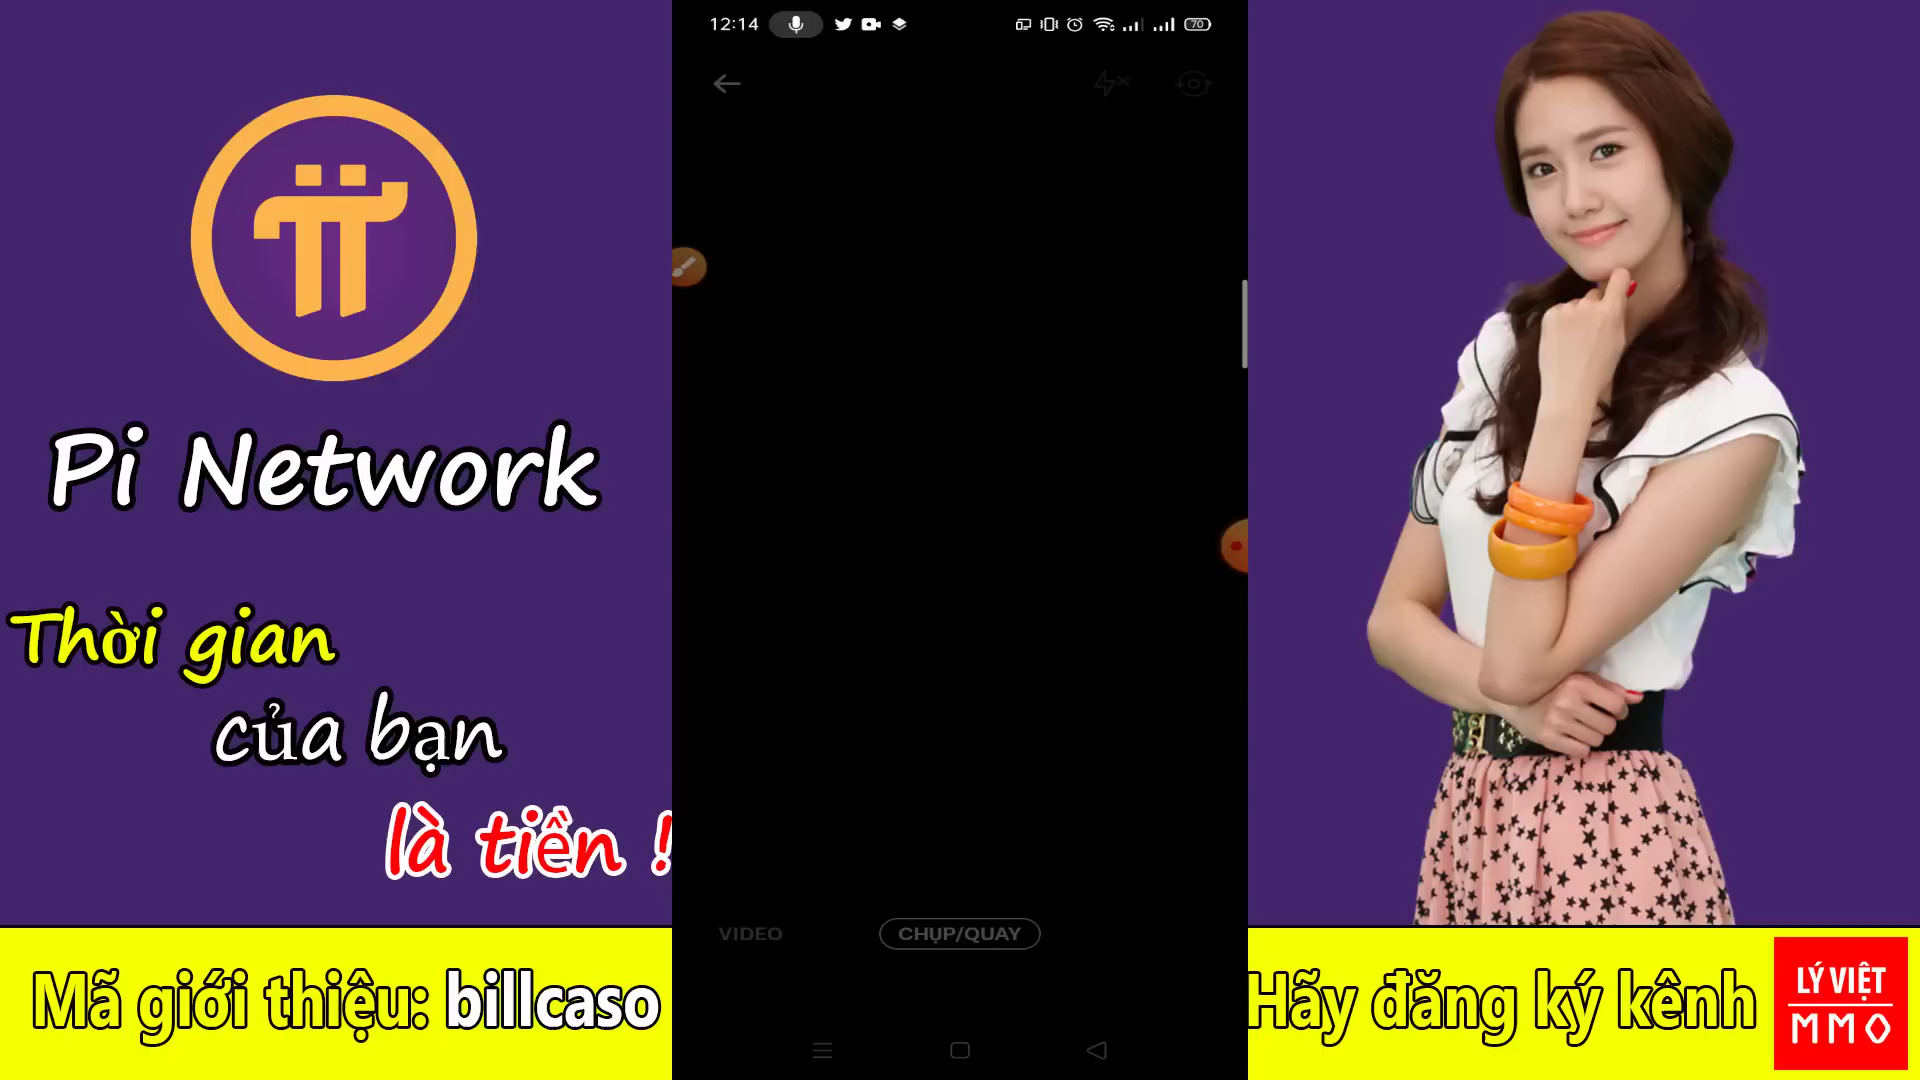 12:14
70
Pi Network
Thời gian
của bạn
là tiền !
VIDEO
CHỤP/QUAY
Mã giới thiệu: billcaso
Hãy đăng ký kênh
LÝ VIỆT
MMO